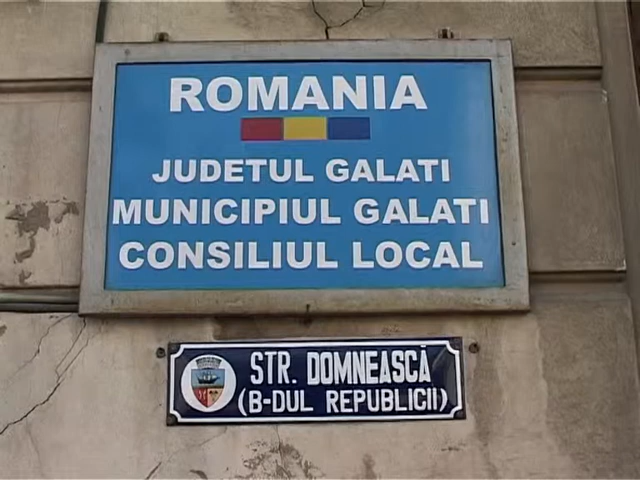 ROMANIA
JUDETUL GALATI
MUNICIPIUL GALATI
CONSILIUL LOCAL
STR. DOMNEASCĂ
(B-DUL REPUBLICII)